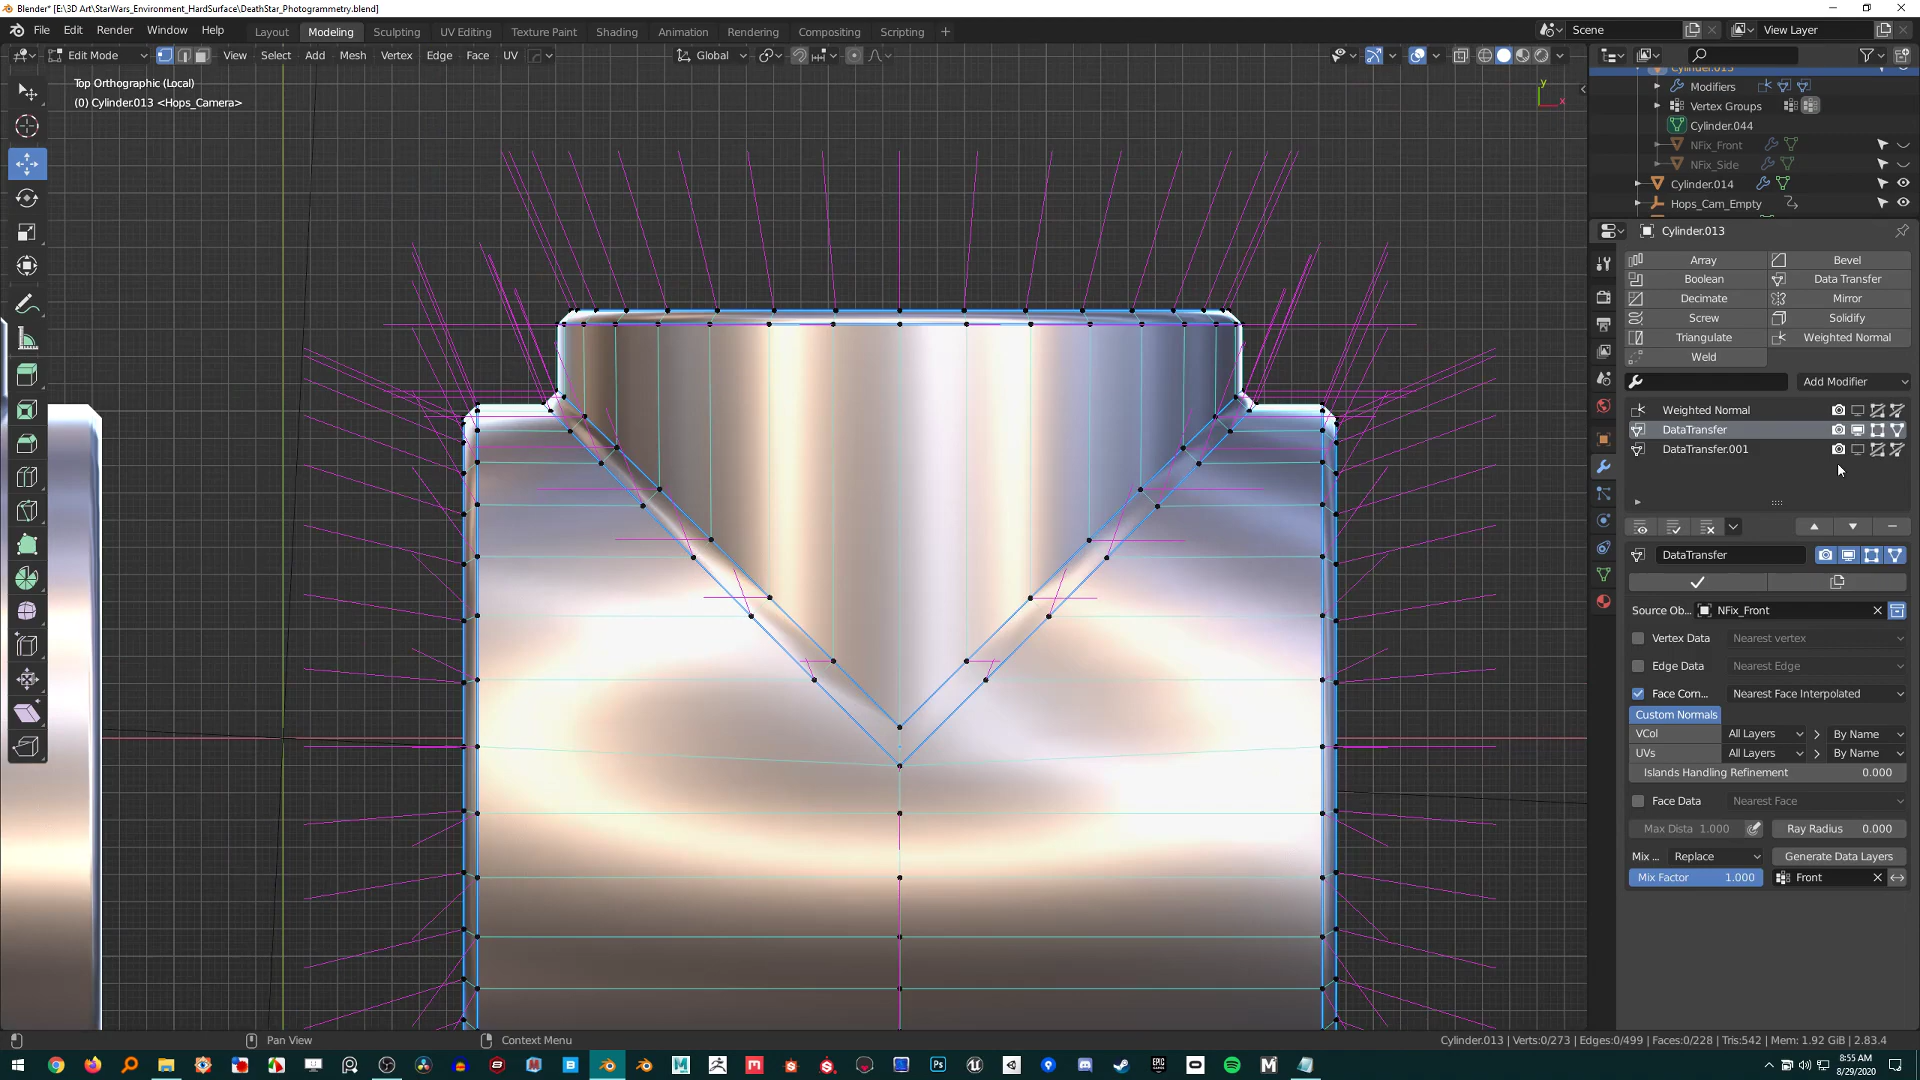 Blender* [E:\3D Art\StarWars_Environment_HardSurface\DeathStar_Photogrammetry.blend]
File Edit Render Window Help Layout Modeling Sculpting UV Editing Texture Paint Shading Animation Rendering Compositing Scripting + Scene View Layer
Edit Mode View Select Add Mesh Vertex Edge Face UV Global
Top Orthographic (Local)
(0) Cylinder.013 <Hops_Camera>
y
x
Cylinder.013
Modifiers
Vertex Groups
Cylinder.044
NFix_Front
NFix_Side
Cylinder.014
Hops_Cam_Empty
Cylinder.013
Array Bevel
Boolean Data Transfer
Decimate Mirror
Screw Solidify
Triangulate Weighted Normal
Weld
Add Modifier
Weighted Normal
DataTransfer
DataTransfer.001
DataTransfer
Source Ob... NFix_Front
Vertex Data Nearest vertex
Edge Data Nearest Edge
Face Corn... Nearest Face Interpolated
Custom Normals
VCol All Layers By Name
UVs All Layers By Name
Islands Handling Refinement 0.000
Face Data Nearest Face
Max Dista 1.000 Ray Radius 0.000
Mix ... Replace Generate Data Layers
Mix Factor 1.000 Front
Pan View Context Menu Cylinder.013 | Verts:0/273 | Edges:0/499 | Faces:0/228 | Tris:542 | Mem: 1.92 GiB | 2.83.4
8:55 AM
8/29/2020